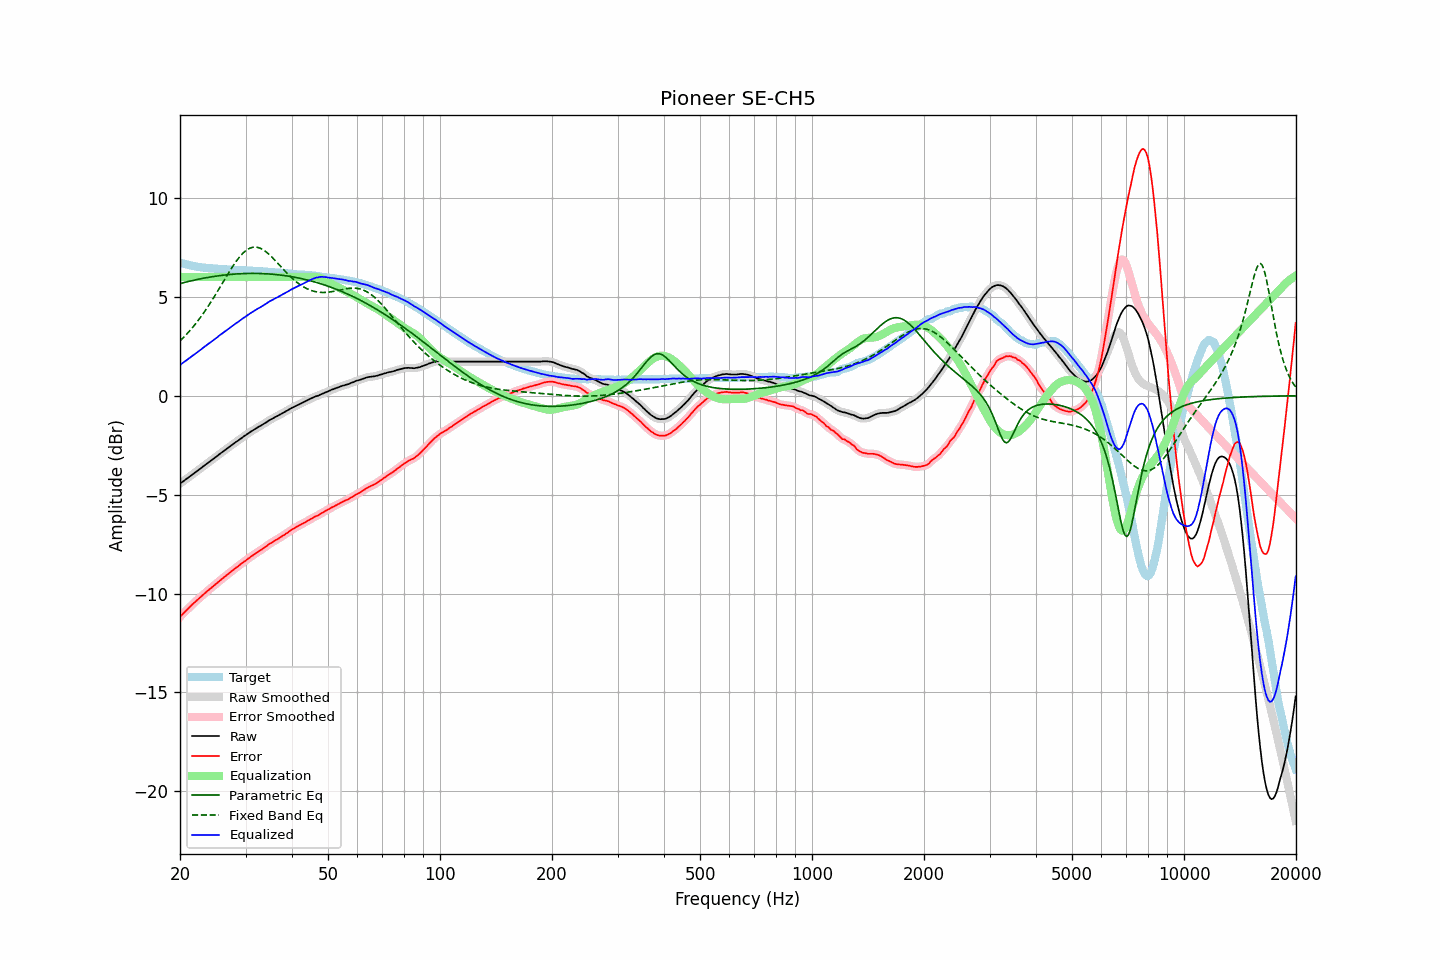 Pioneer SE-CH5
Amplitude (dBr)
10
5
0
−5
−10
−15
−20
Target
Raw Smoothed
Error Smoothed
Raw
Error
Equalization
Parametric Eq
Fixed Band Eq
Equalized
20 50 100 200 500 1000 2000 5000 10000 20000
Frequency (Hz)